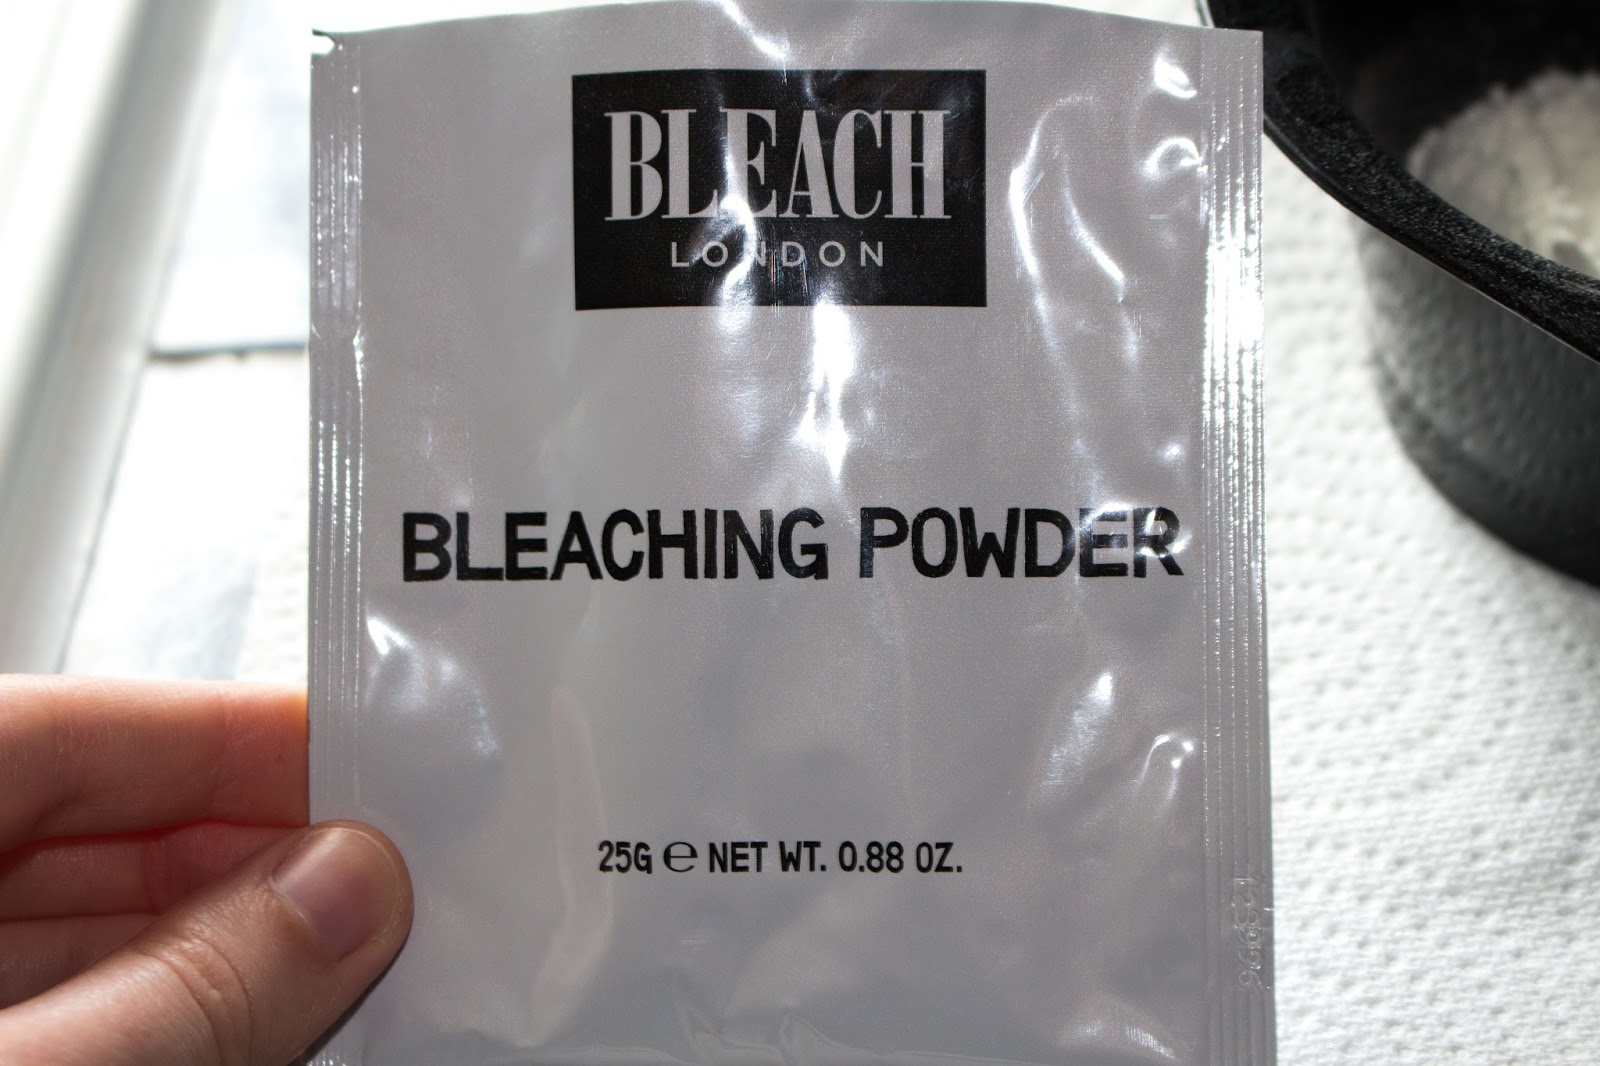 BLEACH
LONDON
BLEACHING POWDER
25G ℮ NET WT. 0.88 OZ.